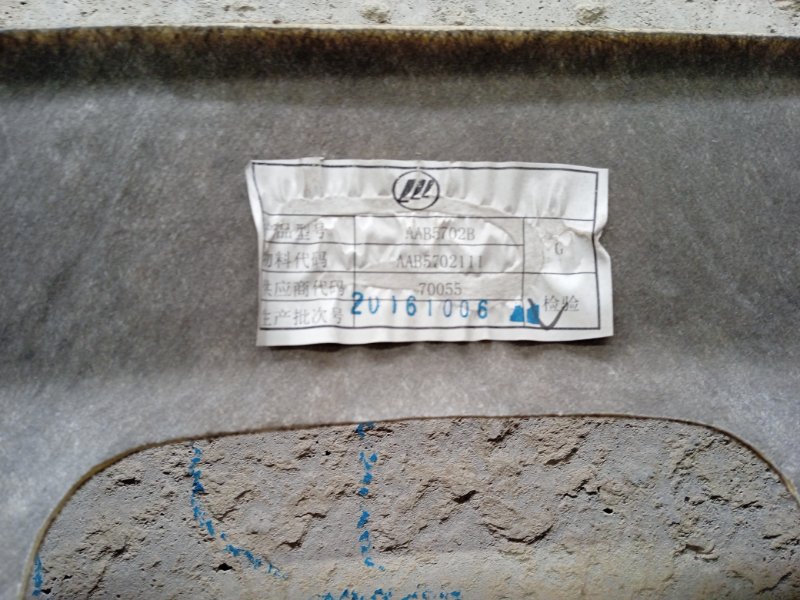 产品型号 AAB5702B G
物料代码 AAB5702111
供应商代码 70055
生产批次号 20161006 检验